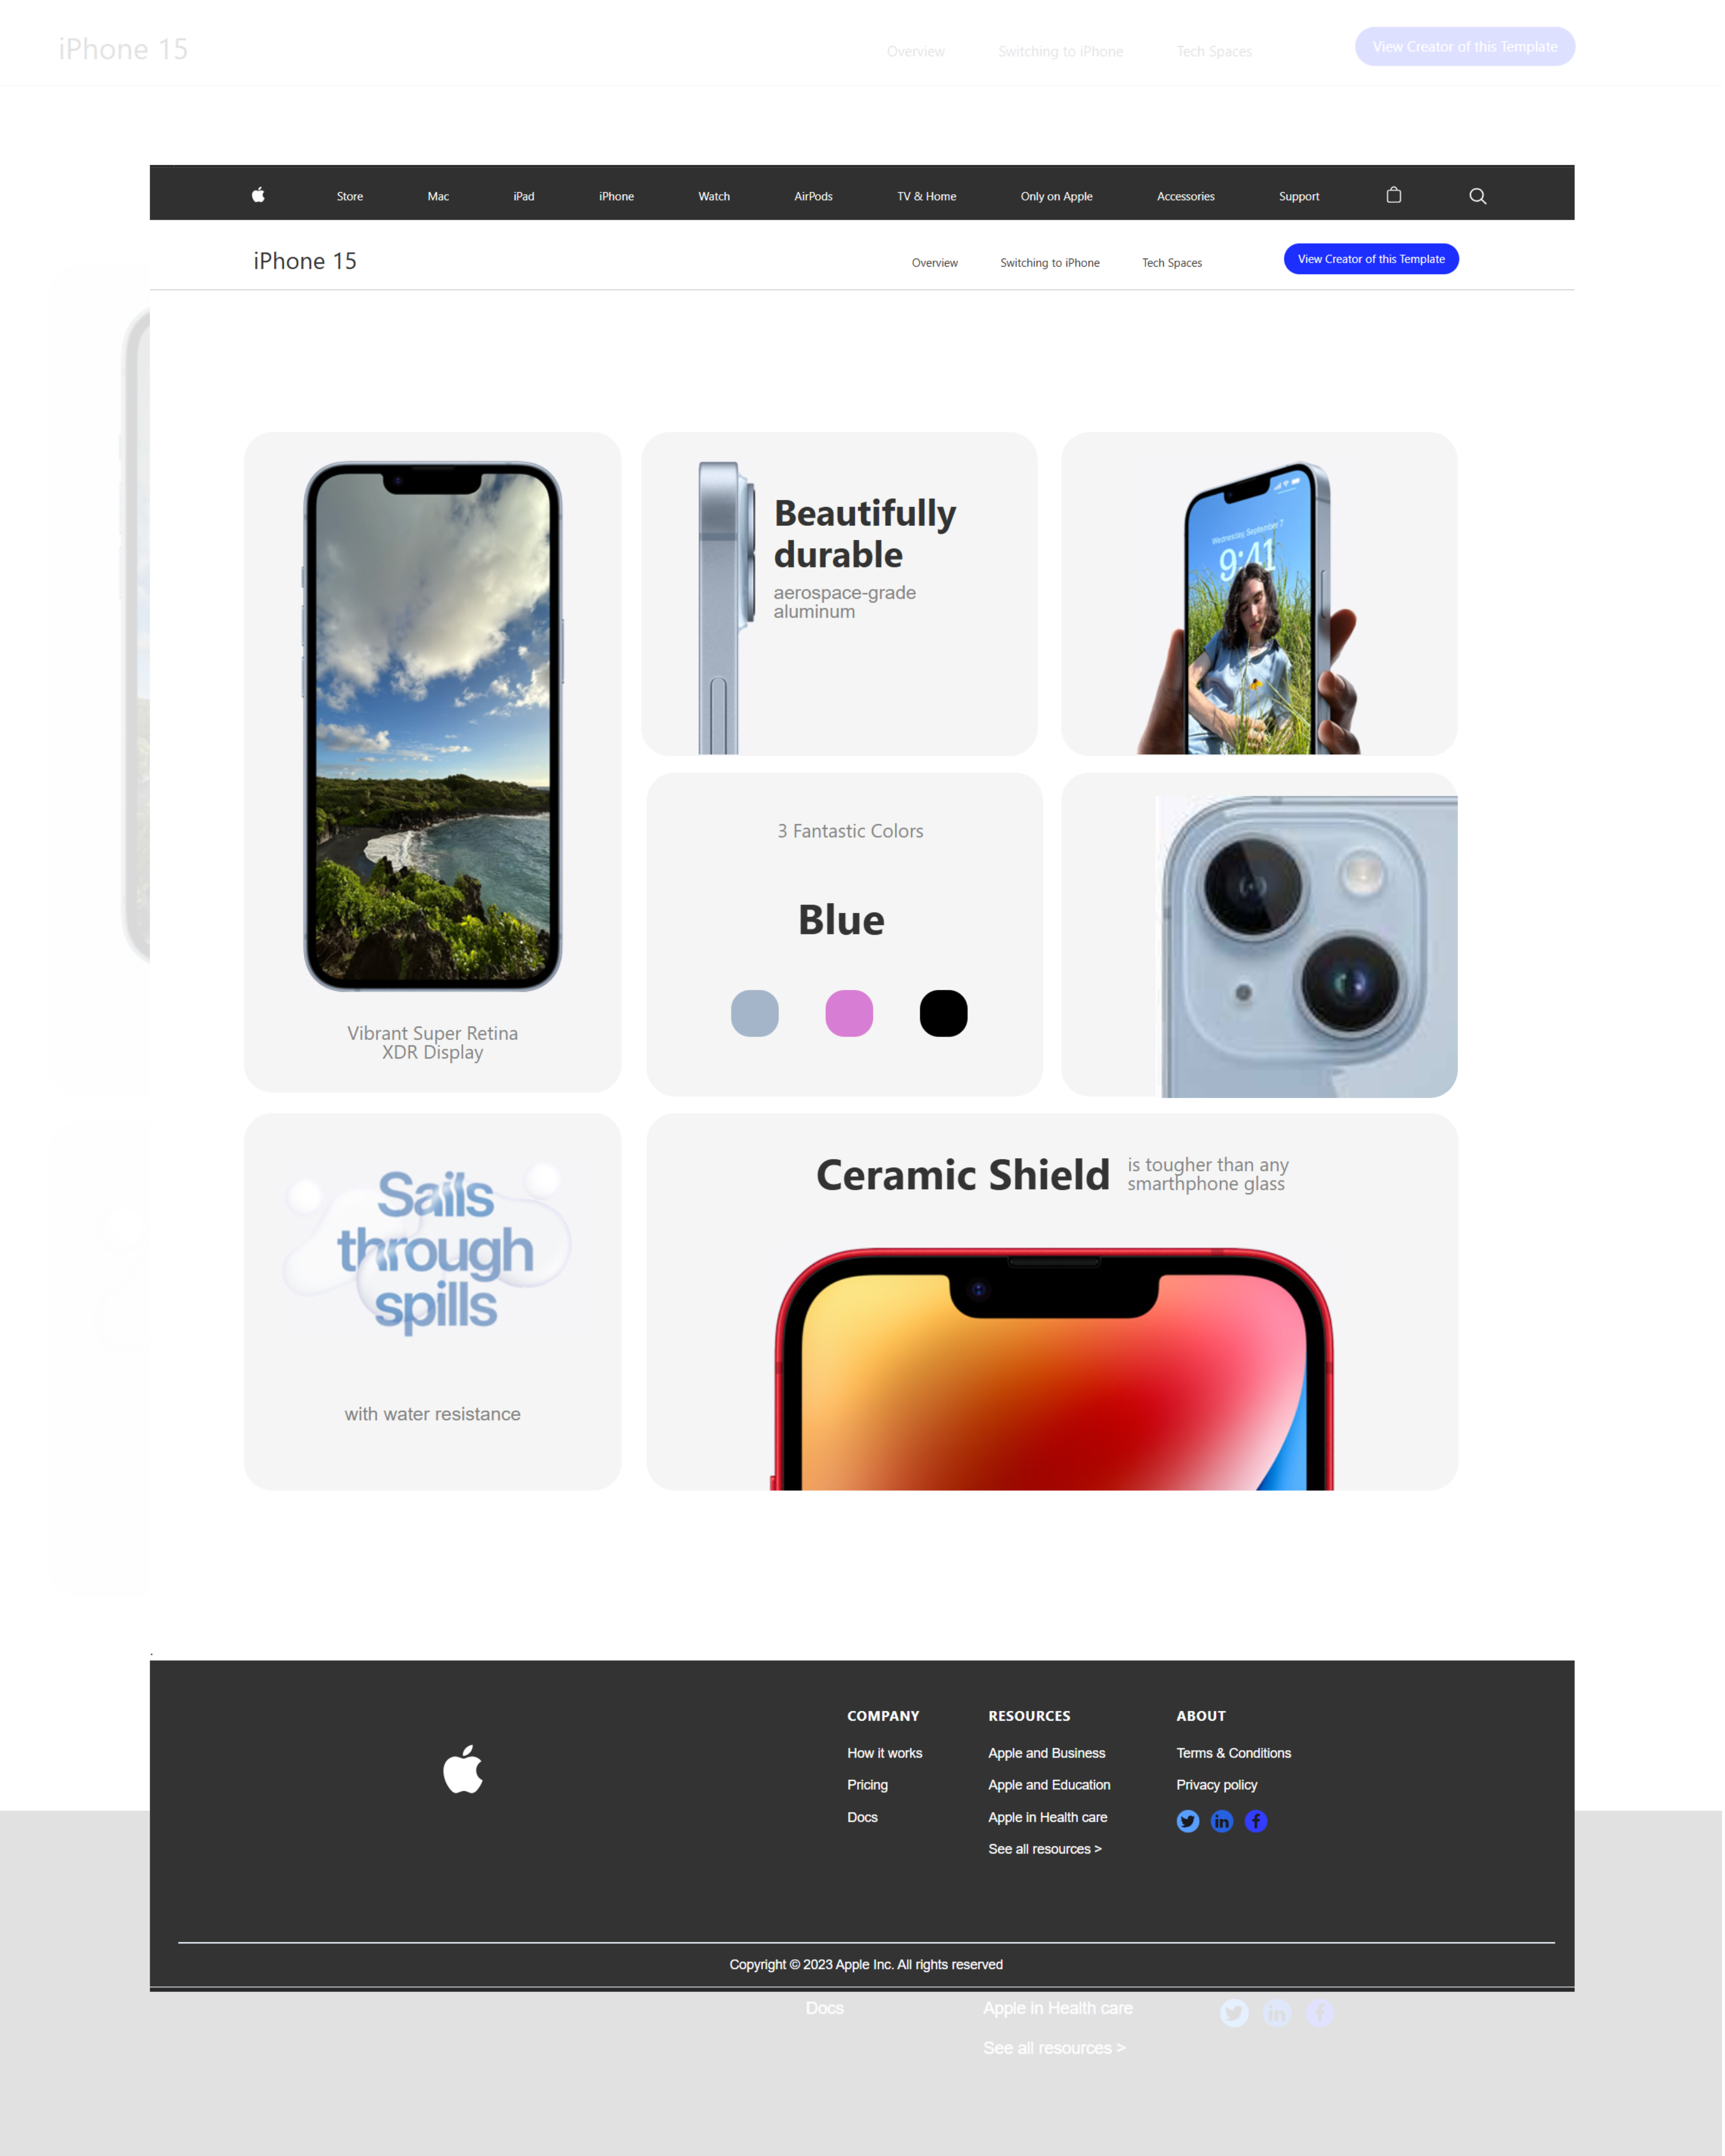 iPhone 15 Overview Switching to iPhone Tech Spaces View Creator of this Template
Store Mac iPad iPhone Watch AirPods TV & Home Only on Apple Accessories Support
iPhone 15 Overview Switching to iPhone Tech Spaces View Creator of this Template
Vibrant Super Retina
XDR Display
Beautifully
durable
aerospace-grade
aluminum
Wednesday, September 7
9:41
3 Fantastic Colors
Blue
Sails
through
spills
with water resistance
Ceramic Shield
is tougher than any
smarthphone glass
.
COMPANY
How it works
Pricing
Docs
RESOURCES
Apple and Business
Apple and Education
Apple in Health care
See all resources >
ABOUT
Terms & Conditions
Privacy policy
in f
Copyright © 2023 Apple Inc. All rights reserved
Docs Apple in Health care in f
See all resources >